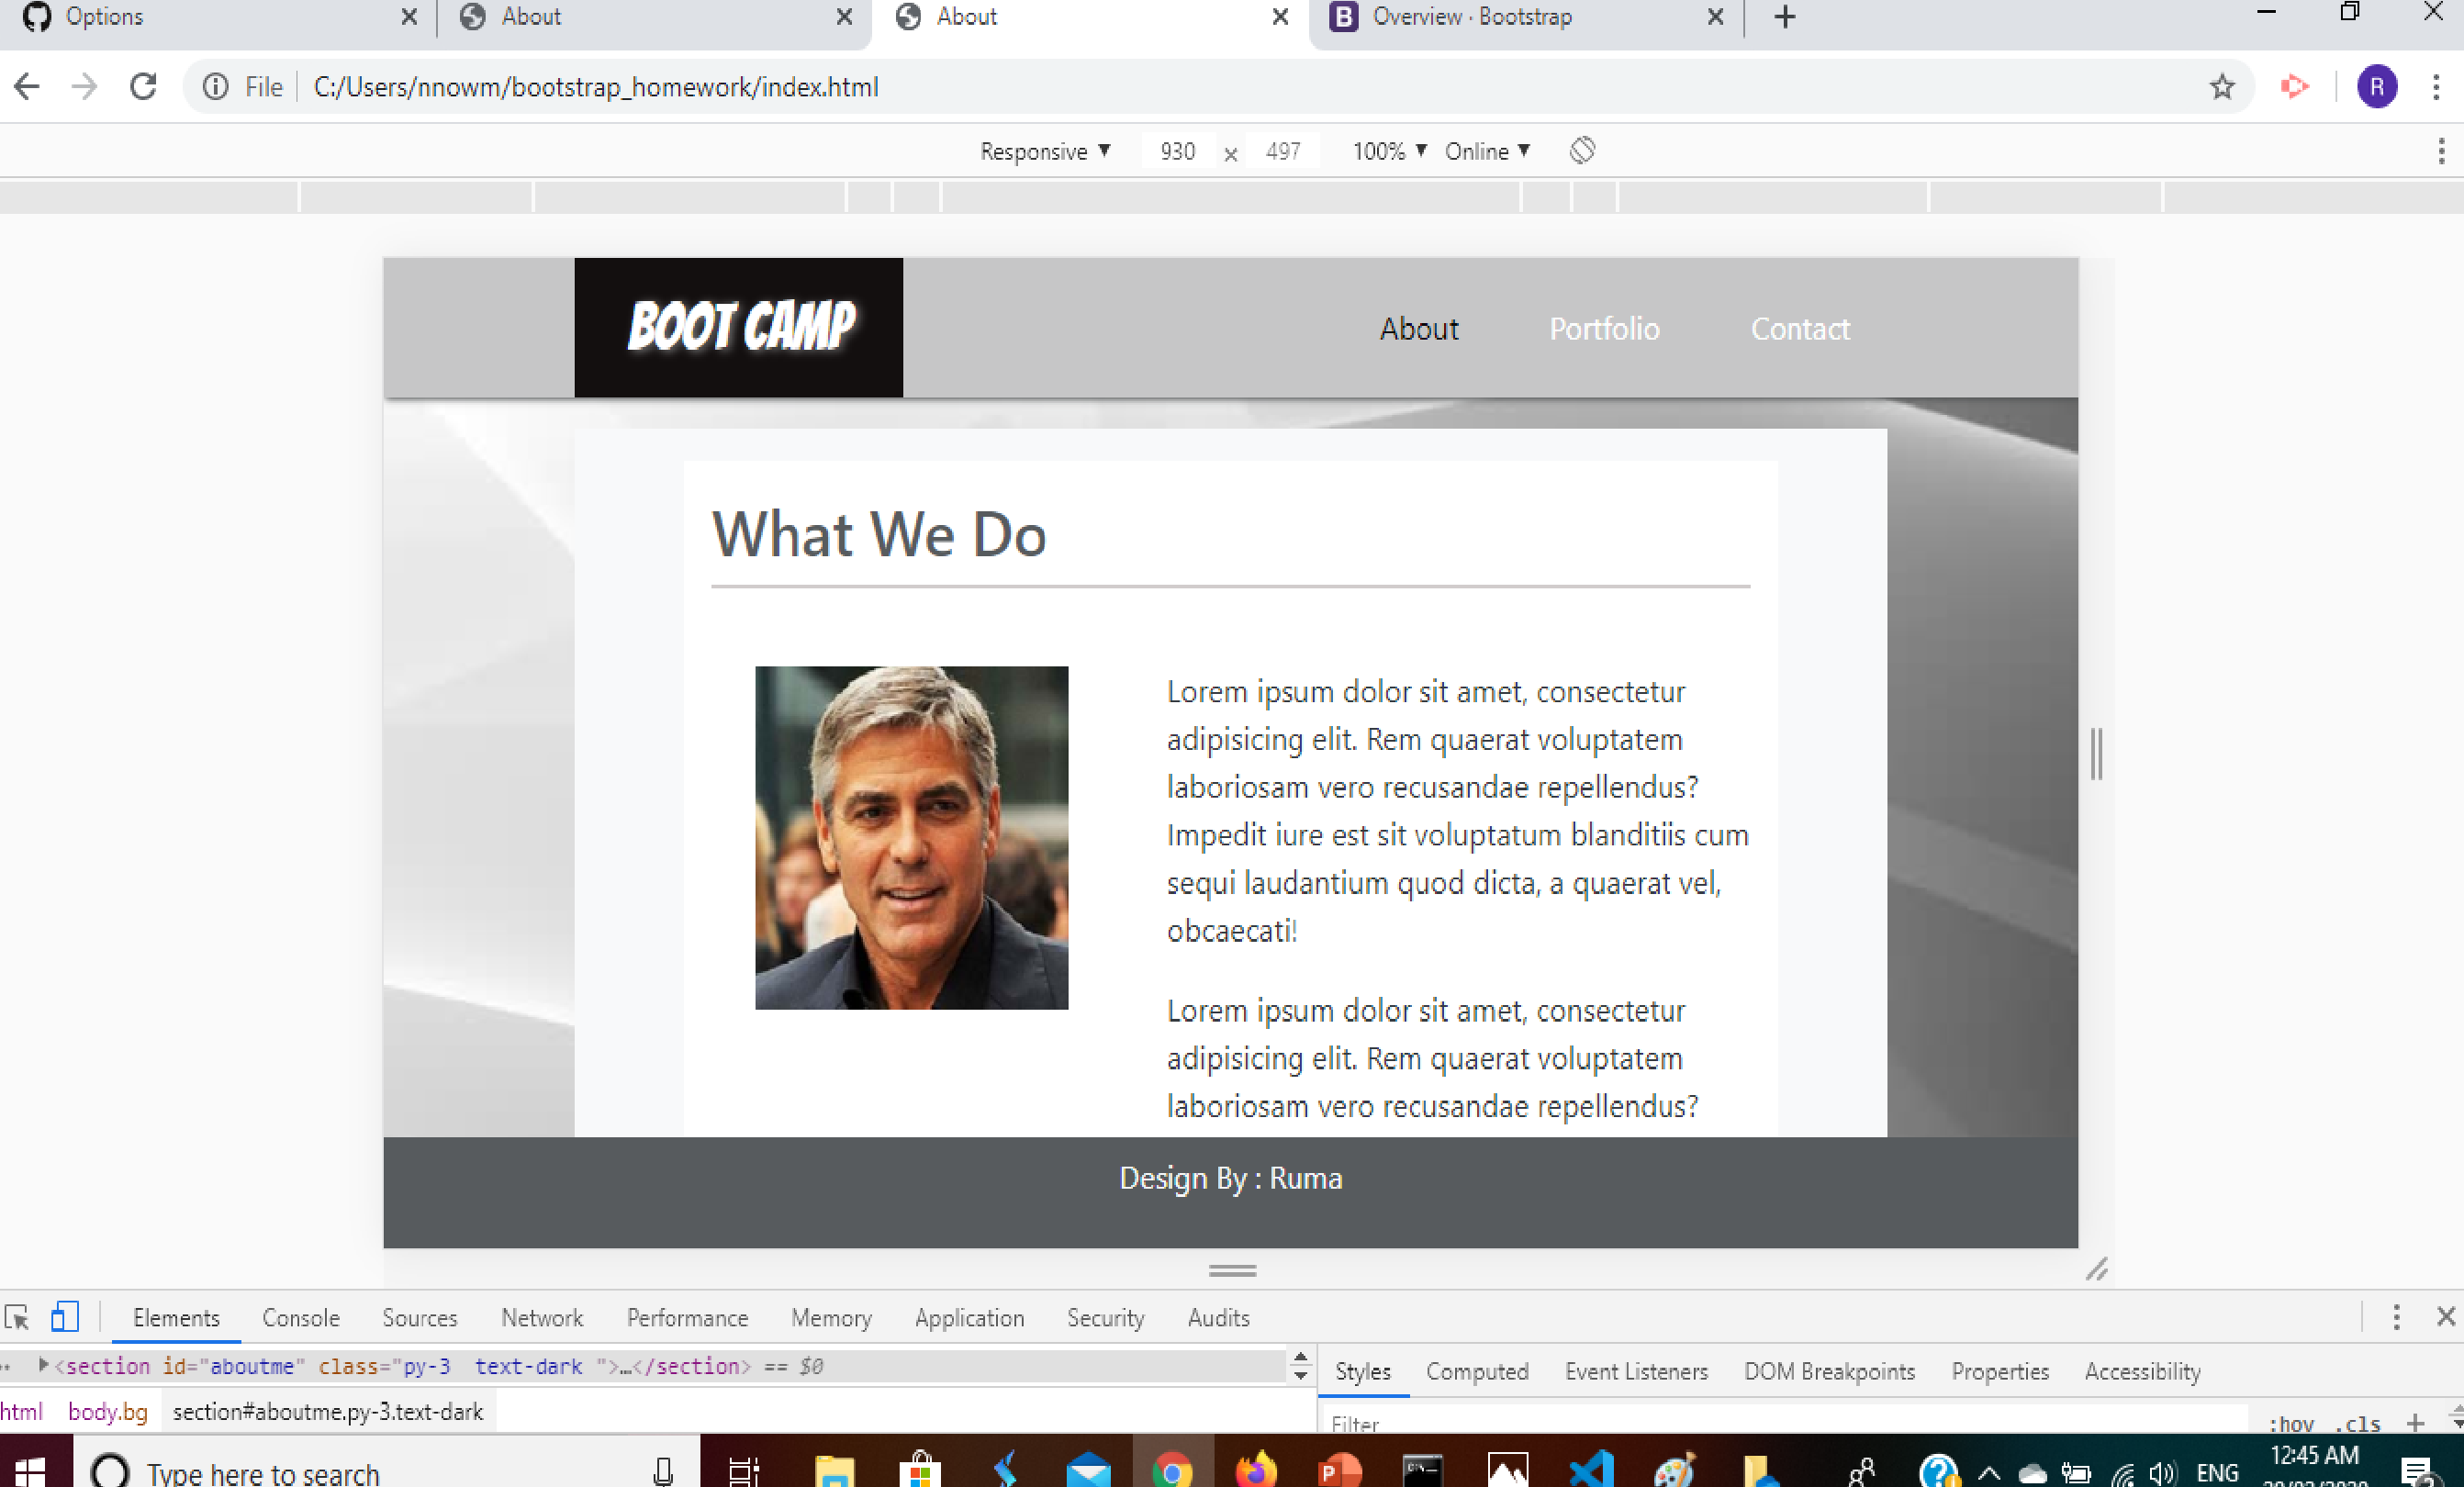 Options
About
About
Overview · Bootstrap
File
C:/Users/nnowm/bootstrap_homework/index.html
R
Responsive ▼ 930 x 497 100% ▼ Online ▼
BOOT CAMP
About Portfolio Contact
What We Do
Lorem ipsum dolor sit amet, consectetur
adipisicing elit. Rem quaerat voluptatem
laboriosam vero recusandae repellendus?
Impedit iure est sit voluptatum blanditiis cum
sequi laudantium quod dicta, a quaerat vel,
obcaecati!
Lorem ipsum dolor sit amet, consectetur
adipisicing elit. Rem quaerat voluptatem
laboriosam vero recusandae repellendus?
Design By : Ruma
Elements Console Sources Network Performance Memory Application Security Audits
<section id="aboutme" class="py-3  text-dark ">…</section> == $0
html body.bg section#aboutme.py-3.text-dark
Styles Computed Event Listeners DOM Breakpoints Properties Accessibility
Filter :hov .cls +
Type here to search
ENG
12:45 AM